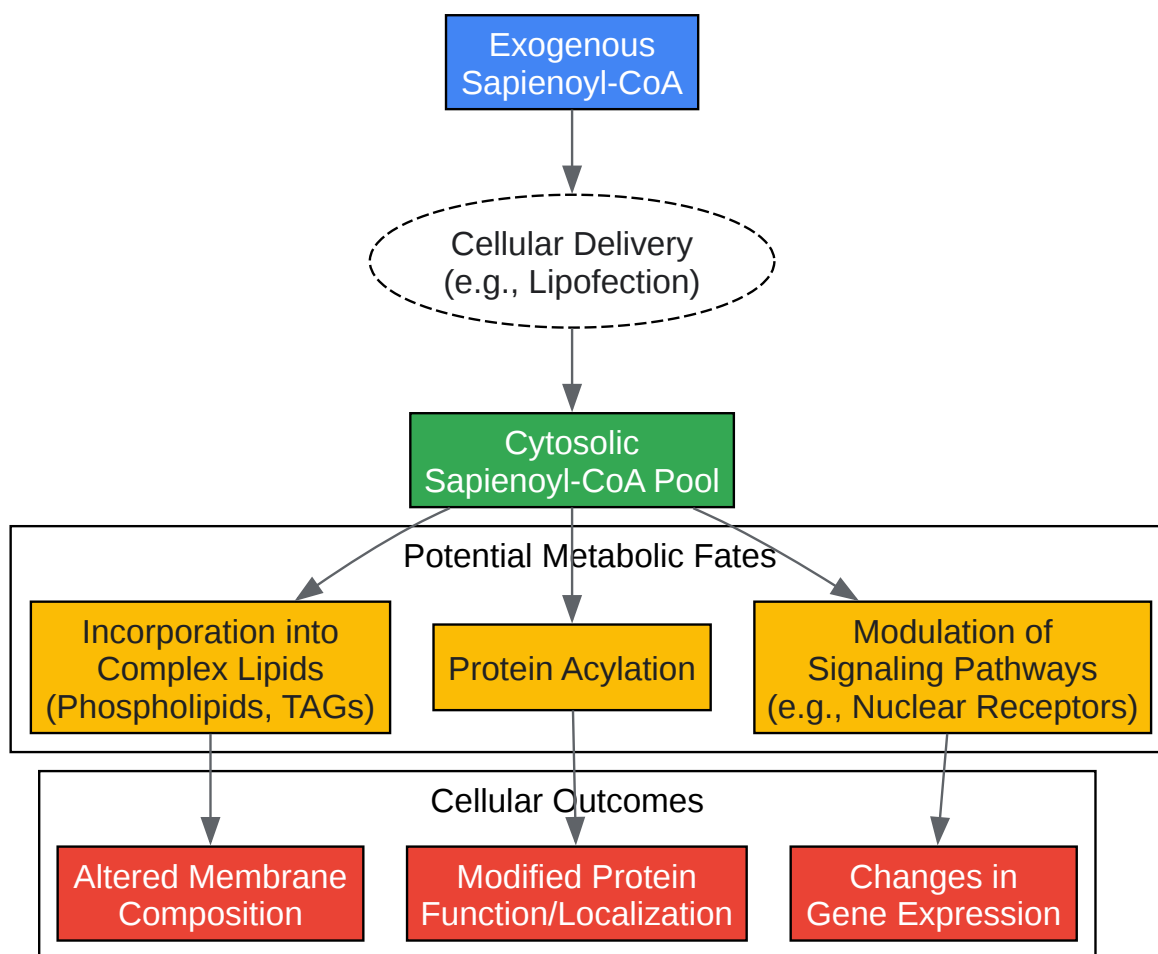 Exogenous
Sapienoyl-CoA
Cellular Delivery
(e.g., Lipofection)
Cytosolic
Sapienoyl-CoA Pool
Potential Metabolic Fates
Incorporation into
Complex Lipids
(Phospholipids, TAGs)
Protein Acylation
Modulation of
Signaling Pathways
(e.g., Nuclear Receptors)
Cellular Outcomes
Altered Membrane
Composition
Modified Protein
Function/Localization
Changes in
Gene Expression